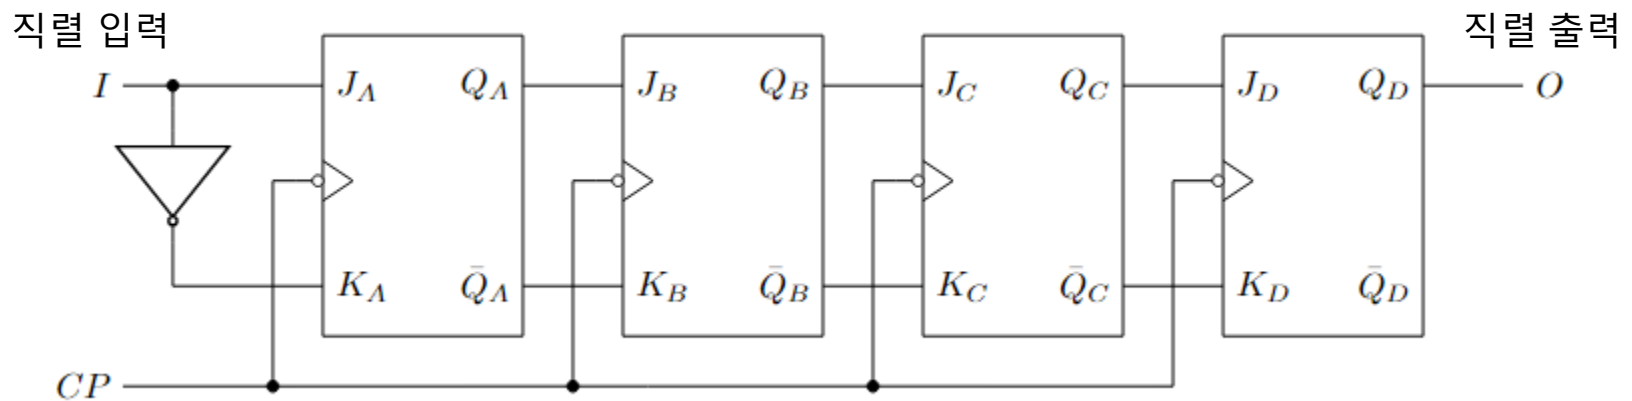 직렬 입력
직렬 출력
I J_A Q_A J_B Q_B J_C Q_C J_D Q_D O
K_A Q̄_A K_B Q̄_B K_C Q̄_C K_D Q̄_D
CP